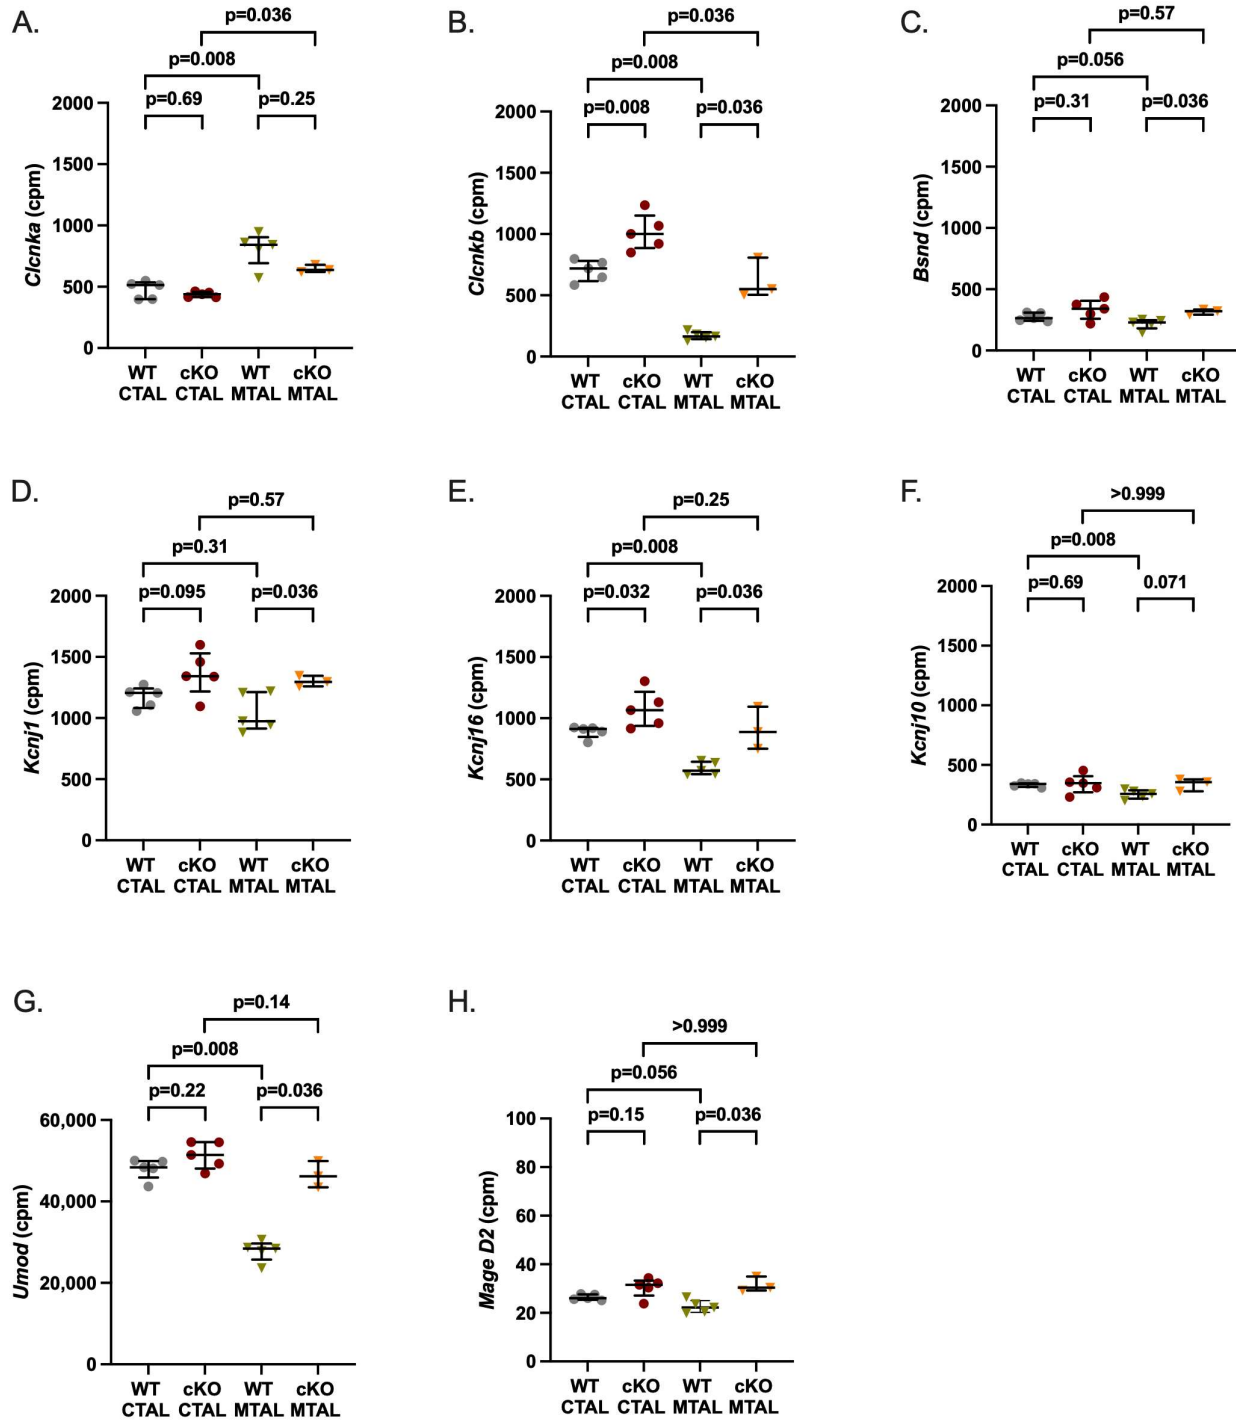 A.
p=0.036
p=0.008
p=0.69
p=0.25
2000
1500
1000
500
0
Clcnka (cpm)
WT CTAL
cKO CTAL
WT MTAL
cKO MTAL
B.
p=0.036
p=0.008
p=0.008
p=0.036
2000
1500
1000
500
0
Clcnkb (cpm)
WT CTAL
cKO CTAL
WT MTAL
cKO MTAL
C.
p=0.57
p=0.056
p=0.31
p=0.036
2000
1500
1000
500
0
Bsnd (cpm)
WT CTAL
cKO CTAL
WT MTAL
cKO MTAL
D.
p=0.57
p=0.31
p=0.095
p=0.036
2000
1500
1000
500
0
Kcnj1 (cpm)
WT CTAL
cKO CTAL
WT MTAL
cKO MTAL
E.
p=0.25
p=0.008
p=0.032
p=0.036
2000
1500
1000
500
0
Kcnj16 (cpm)
WT CTAL
cKO CTAL
WT MTAL
cKO MTAL
F.
>0.999
p=0.008
p=0.69
0.071
2000
1500
1000
500
0
Kcnj10 (cpm)
WT CTAL
cKO CTAL
WT MTAL
cKO MTAL
G.
p=0.14
p=0.008
p=0.22
p=0.036
60,000
40,000
20,000
0
Umod (cpm)
WT CTAL
cKO CTAL
WT MTAL
cKO MTAL
H.
>0.999
p=0.056
p=0.15
p=0.036
100
80
60
40
20
0
Mage D2 (cpm)
WT CTAL
cKO CTAL
WT MTAL
cKO MTAL